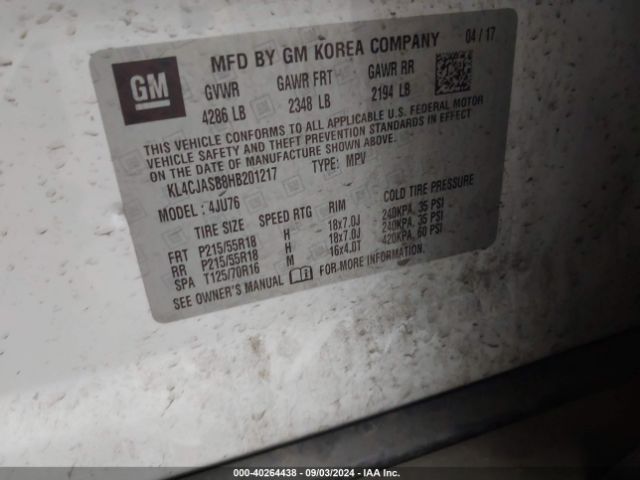 GM
MFD BY GM KOREA COMPANY 04 / 17
GVWR GAWR FRT GAWR RR
4286 LB 2348 LB 2194 LB
THIS VEHICLE CONFORMS TO ALL APPLICABLE U.S. FEDERAL MOTOR
VEHICLE SAFETY AND THEFT PREVENTION STANDARDS IN EFFECT
ON THE DATE OF MANUFACTURE SHOWN ABOVE.
KL4CJASB8HB201217 TYPE: MPV
MODEL : 4JU76
TIRE SIZE SPEED RTG RIM COLD TIRE PRESSURE
FRT P215/55R18 H 18x7.0J 240KPA, 35 PSI
RR P215/55R18 H 18x7.0J 240KPA, 35 PSI
SPA T125/70R16 M 16x4.0T 420KPA, 60 PSI
SEE OWNER'S MANUAL FOR MORE INFORMATION.
000-40264438 - 09/03/2024 - IAA Inc.